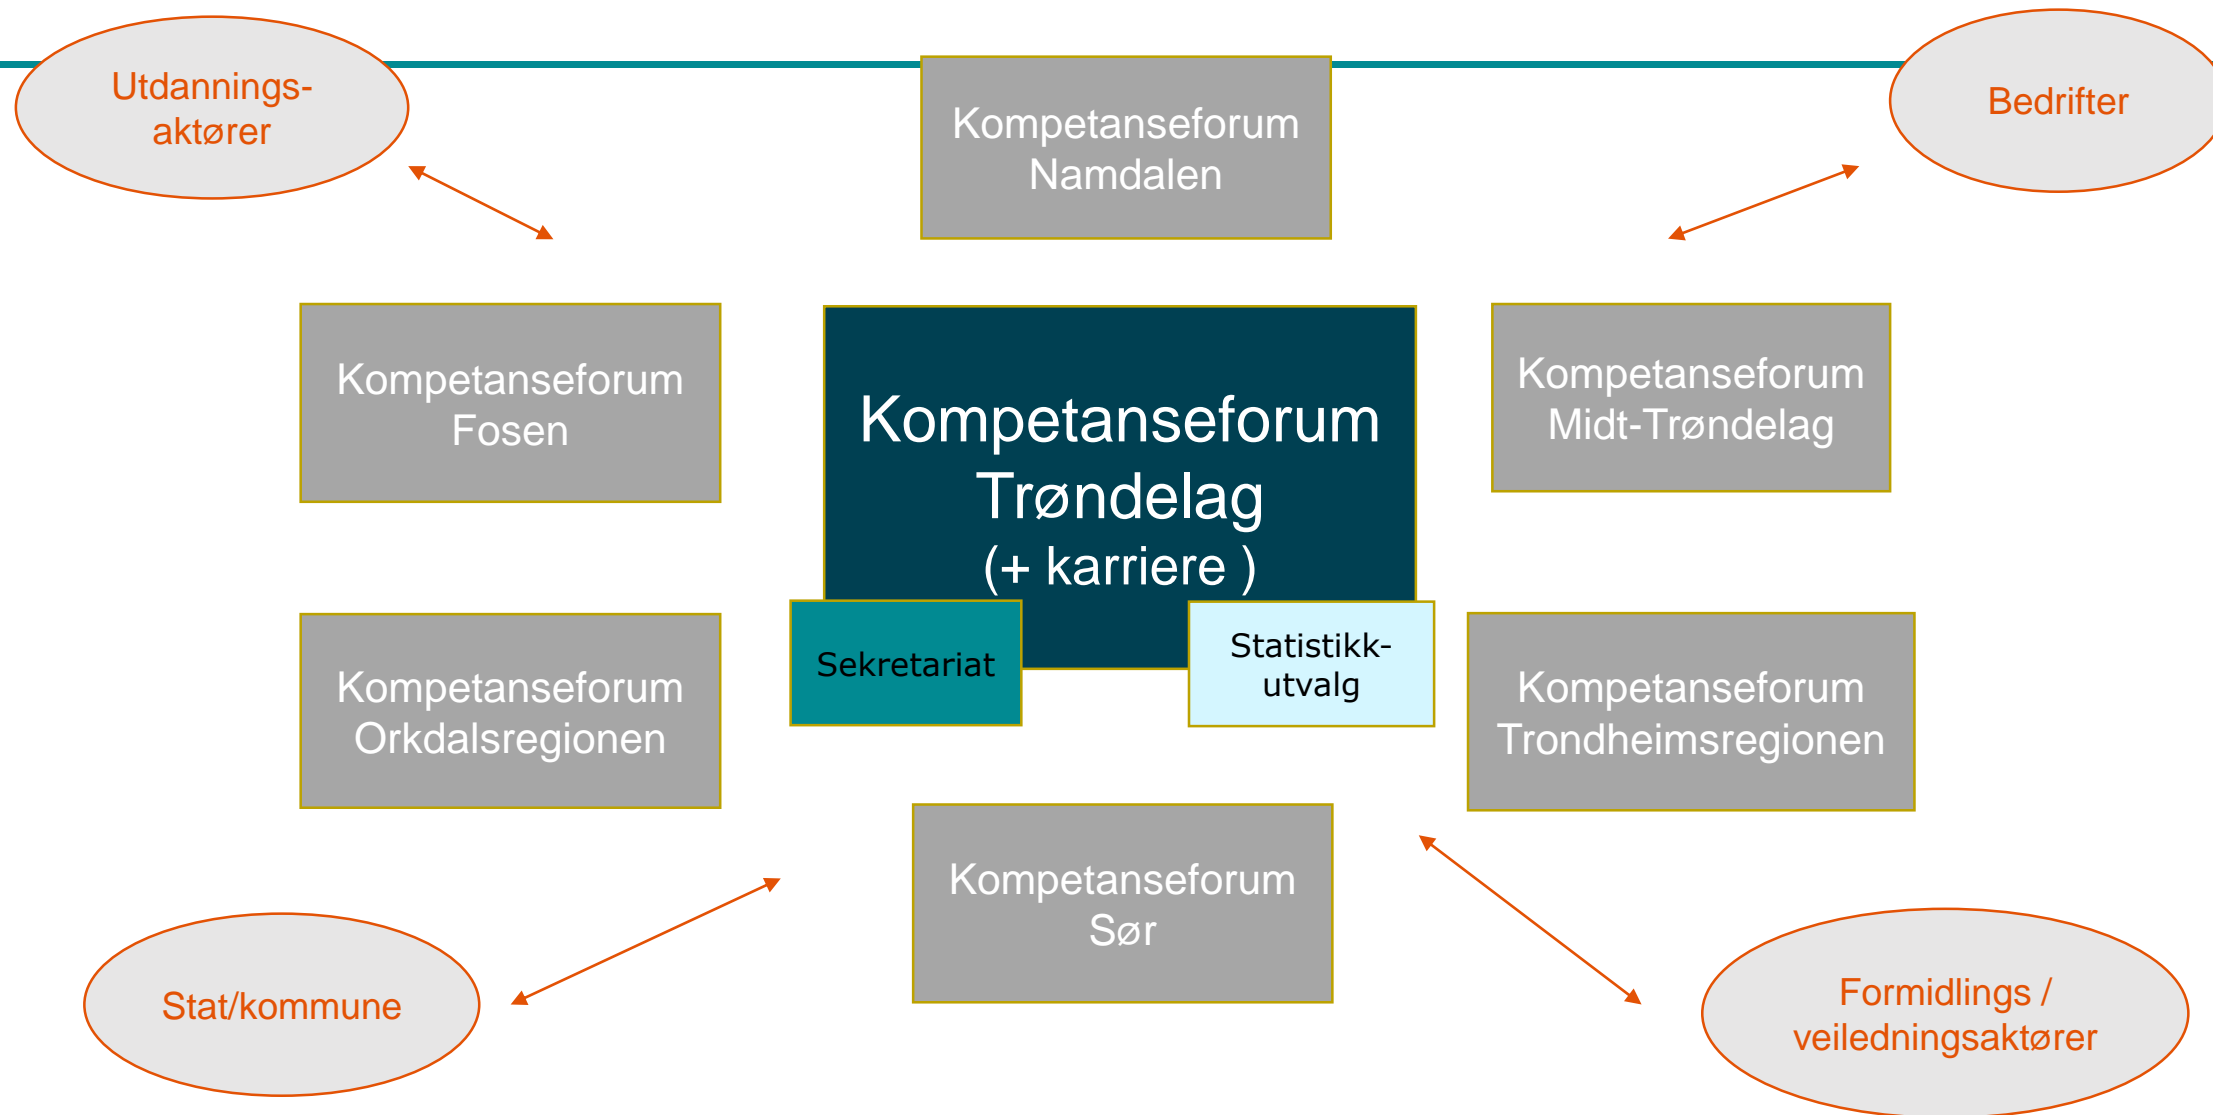 Utdannings-
aktører
Kompetanseforum
Namdalen
Bedrifter
Kompetanseforum
Fosen
Kompetanseforum
Trøndelag
(+ karriere )
Kompetanseforum
Midt-Trøndelag
Sekretariat
Statistikk-
utvalg
Kompetanseforum
Orkdalsregionen
Kompetanseforum
Trondheimsregionen
Kompetanseforum
Sør
Stat/kommune
Formidlings /
veiledningsaktører